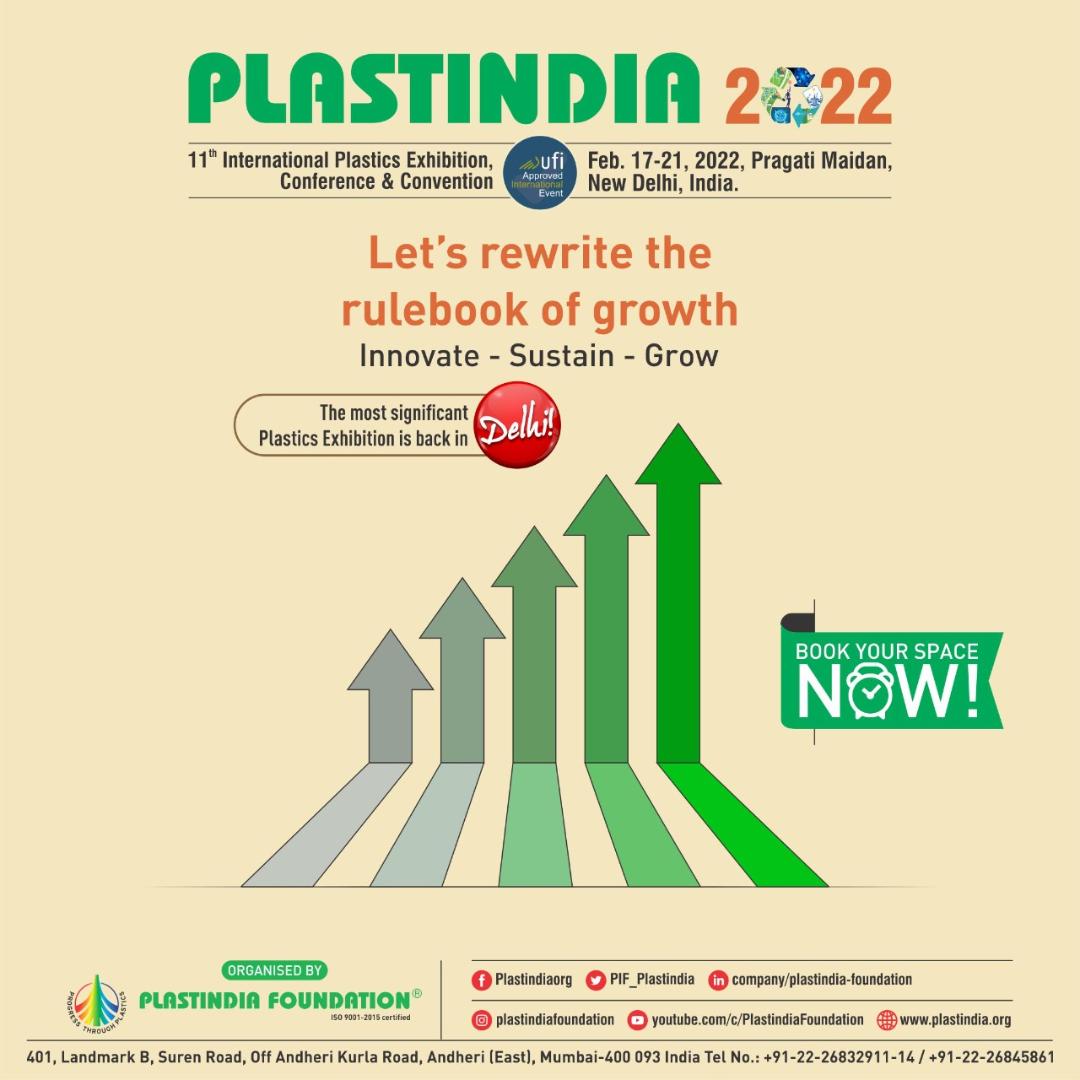 PLASTINDIA 2022
11th International Plastics Exhibition,
Conference & Convention
ufi
Approved
International
Event
Feb. 17-21, 2022, Pragati Maidan,
New Delhi, India.
Let's rewrite the
rulebook of growth
Innovate - Sustain - Grow
The most significant
Plastics Exhibition is back in
Delhi!
BOOK YOUR SPACE
NOW!
ORGANISED BY
PROGRESS THROUGH PLASTICS
PLASTINDIA FOUNDATION®
ISO 9001-2015 certified
Plastindiaorg PIF_Plastindia company/plastindia-foundation
plastindiafoundation youtube.com/c/PlastindiaFoundation www.plastindia.org
401, Landmark B, Suren Road, Off Andheri Kurla Road, Andheri (East), Mumbai-400 093 India Tel No.: +91-22-26832911-14 / +91-22-26845861